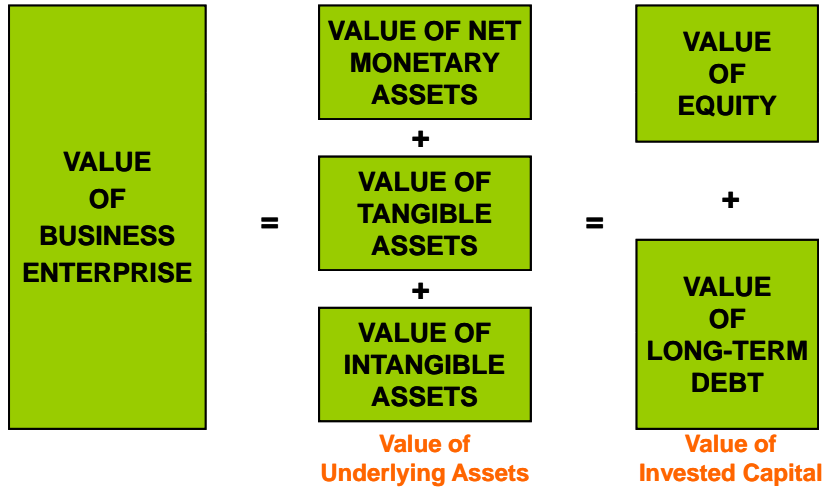 VALUE
OF
BUSINESS
ENTERPRISE
=
VALUE OF NET
MONETARY
ASSETS
+
VALUE OF
TANGIBLE
ASSETS
+
VALUE OF
INTANGIBLE
ASSETS
Value of
Underlying Assets
=
VALUE
OF
EQUITY
+
VALUE
OF
LONG-TERM
DEBT
Value of
Invested Capital